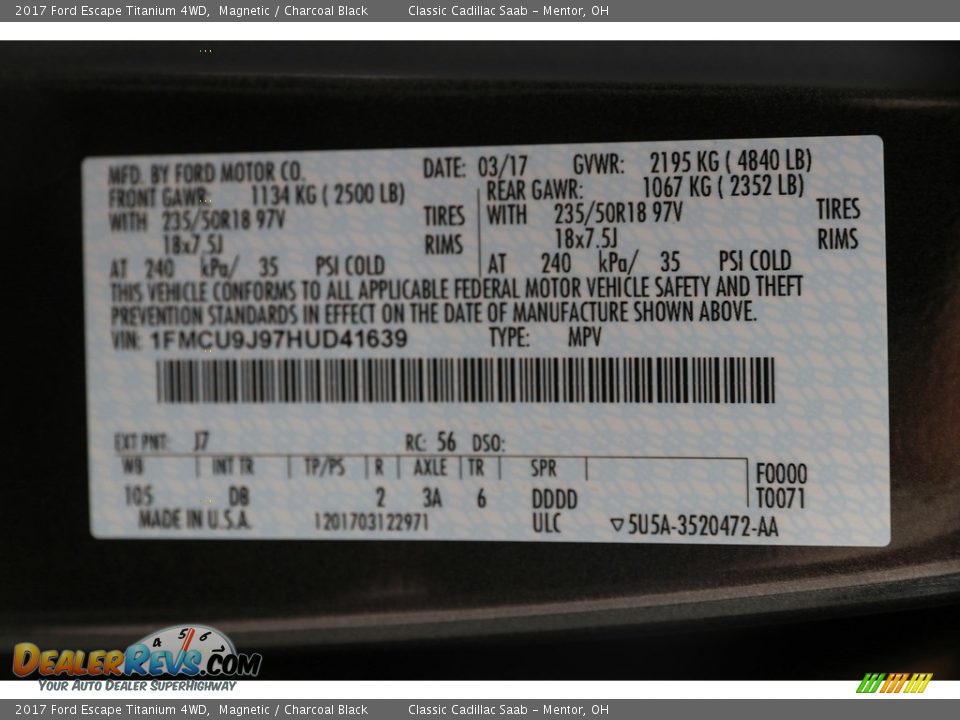 2017 Ford Escape Titanium 4WD, Magnetic / Charcoal Black Classic Cadillac Saab - Mentor, OH
MFD. BY FORD MOTOR CO. DATE: 03/17 GVWR: 2195 KG ( 4840 LB)
FRONT GAWR: 1134 KG ( 2500 LB) REAR GAWR: 1067 KG ( 2352 LB)
WITH 235/50R18 97V TIRES WITH 235/50R18 97V TIRES
18x7.5J RIMS 18x7.5J RIMS
AT 240 kPa/ 35 PSI COLD AT 240 kPa/ 35 PSI COLD
THIS VEHICLE CONFORMS TO ALL APPLICABLE FEDERAL MOTOR VEHICLE SAFETY AND THEFT
PREVENTION STANDARDS IN EFFECT ON THE DATE OF MANUFACTURE SHOWN ABOVE.
VIN: 1FMCU9J97HUD41639 TYPE: MPV
EXT PNT: J7 RC: 56 DSO:
WB INT TR TP/PS R AXLE TR SPR F0000
105 DB 2 3A 6 DDDD T0071
MADE IN U.S.A. 1201703122971 ULC ▽5U5A-3520472-AA
4 5 6
DEALERREVS.COM
YOUR AUTO DEALER SUPERHIGHWAY
2017 Ford Escape Titanium 4WD, Magnetic / Charcoal Black Classic Cadillac Saab - Mentor, OH